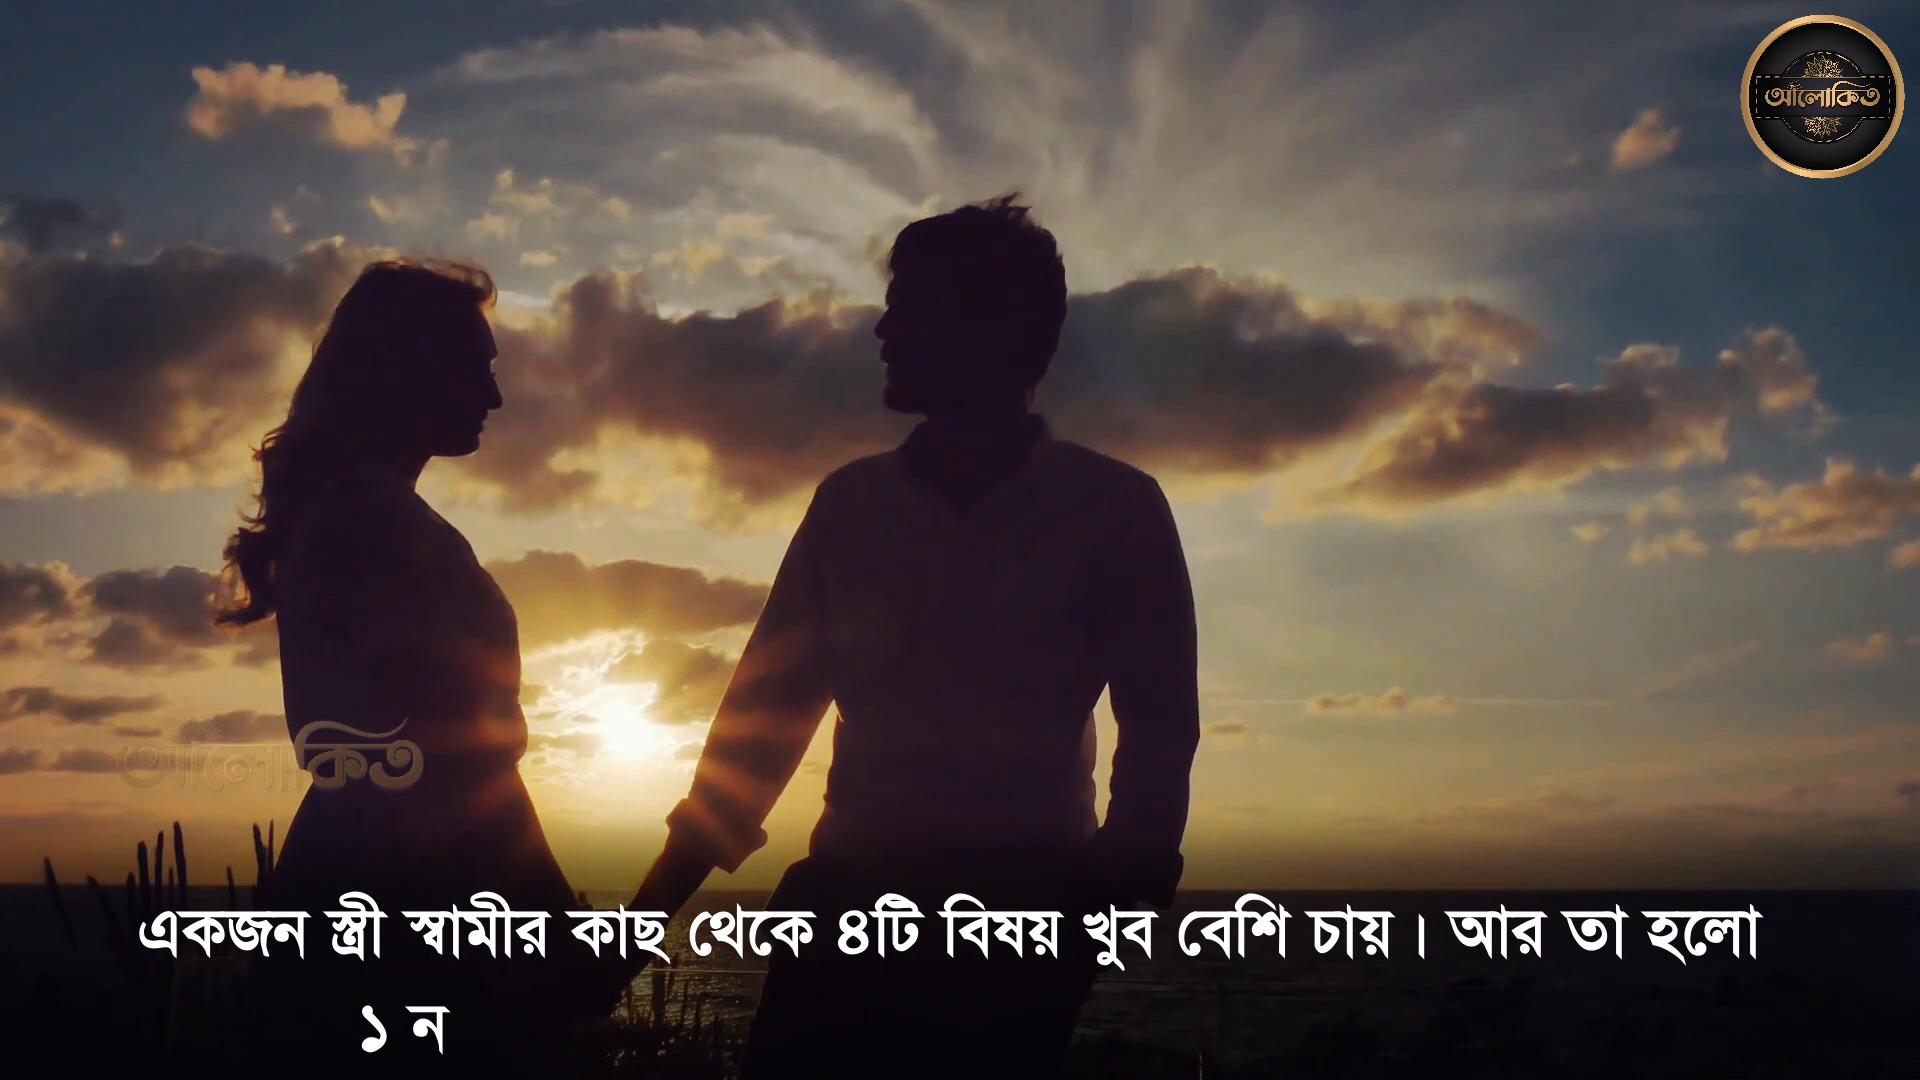 আলোকিত
আলোকিত
একজন স্ত্রী স্বামীর কাছ থেকে ৪টি বিষয় খুব বেশি চায়। আর তা হলো
১ ন